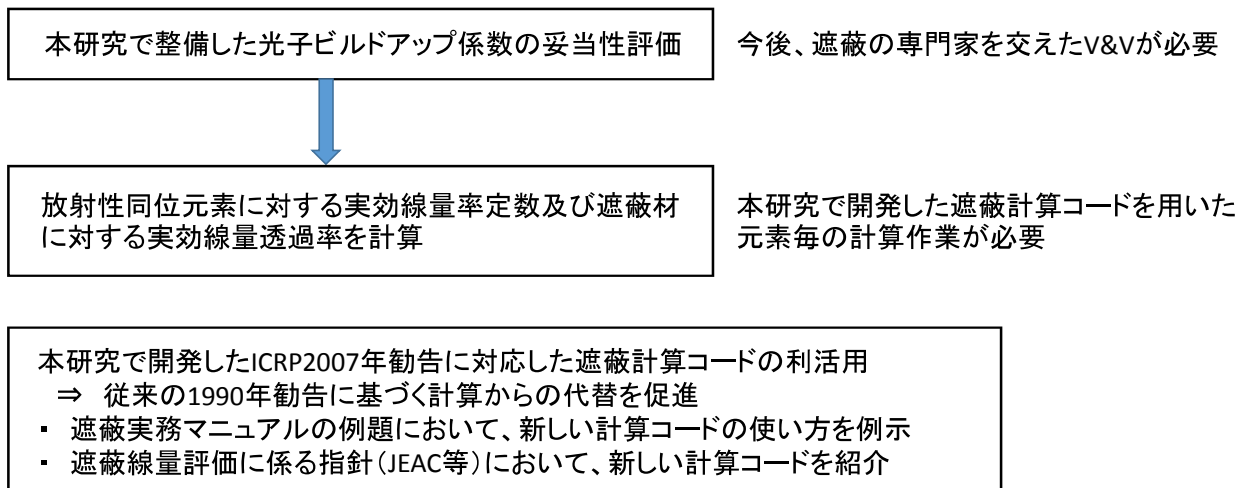 本研究で整備した光子ビルドアップ係数の妥当性評価
今後、遮蔽の専門家を交えたV&Vが必要
放射性同位元素に対する実効線量率定数及び遮蔽材
に対する実効線量透過率を計算
本研究で開発した遮蔽計算コードを用いた
元素毎の計算作業が必要
本研究で開発したICRP2007年勧告に対応した遮蔽計算コードの利活用
⇒ 従来の1990年勧告に基づく計算からの代替を促進
・ 遮蔽実務マニュアルの例題において、新しい計算コードの使い方を例示
・ 遮蔽線量評価に係る指針(JEAC等)において、新しい計算コードを紹介